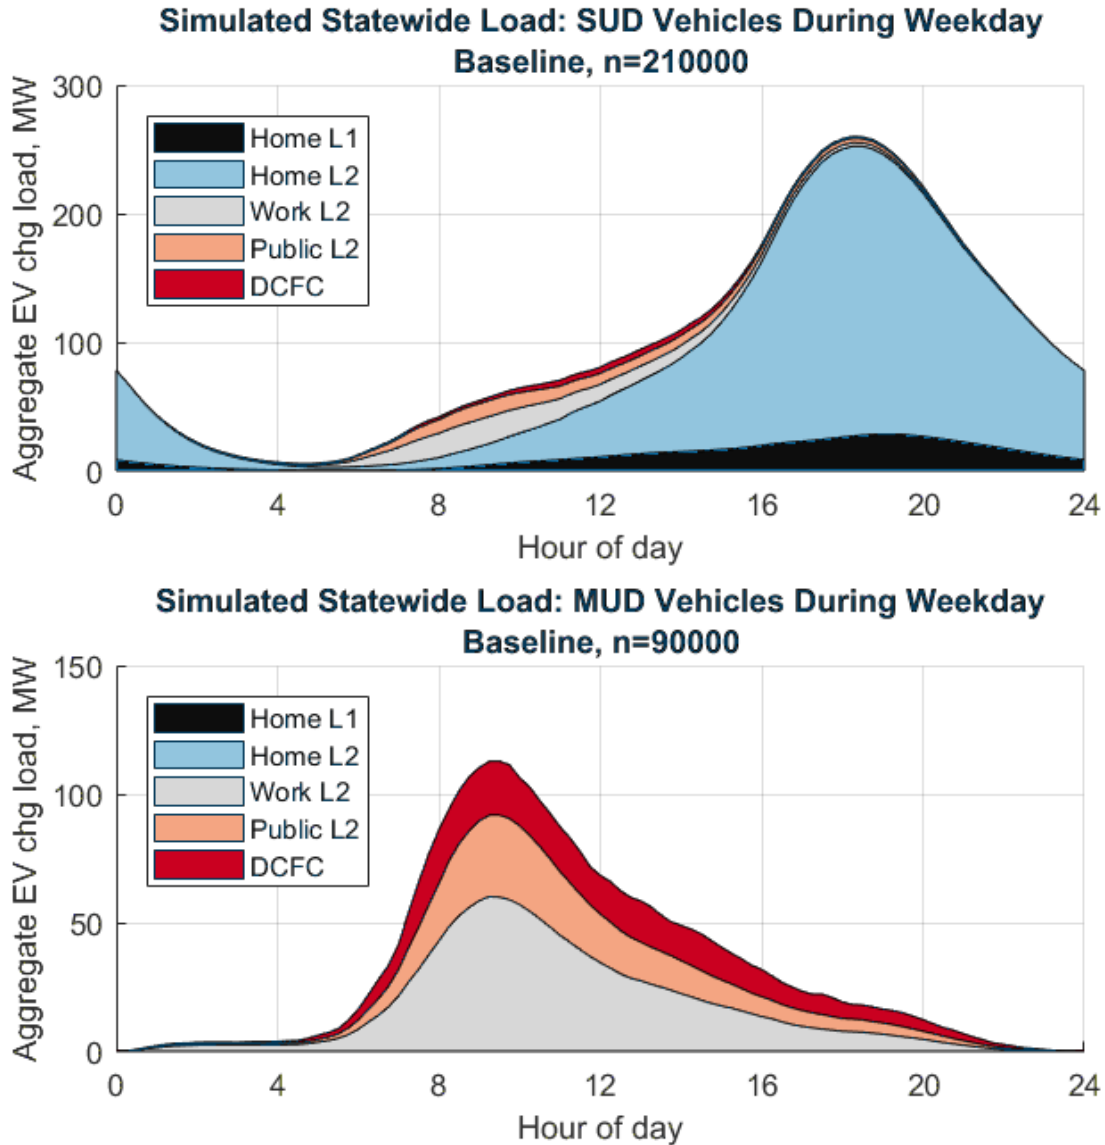 Simulated Statewide Load: SUD Vehicles During Weekday
Baseline, n=210000
Aggregate EV chg load, MW
300
200
100
0
Home L1
Home L2
Work L2
Public L2
DCFC
0 4 8 12 16 20 24
Hour of day
Simulated Statewide Load: MUD Vehicles During Weekday
Baseline, n=90000
Aggregate EV chg load, MW
150
100
50
0
Home L1
Home L2
Work L2
Public L2
DCFC
0 4 8 12 16 20 24
Hour of day